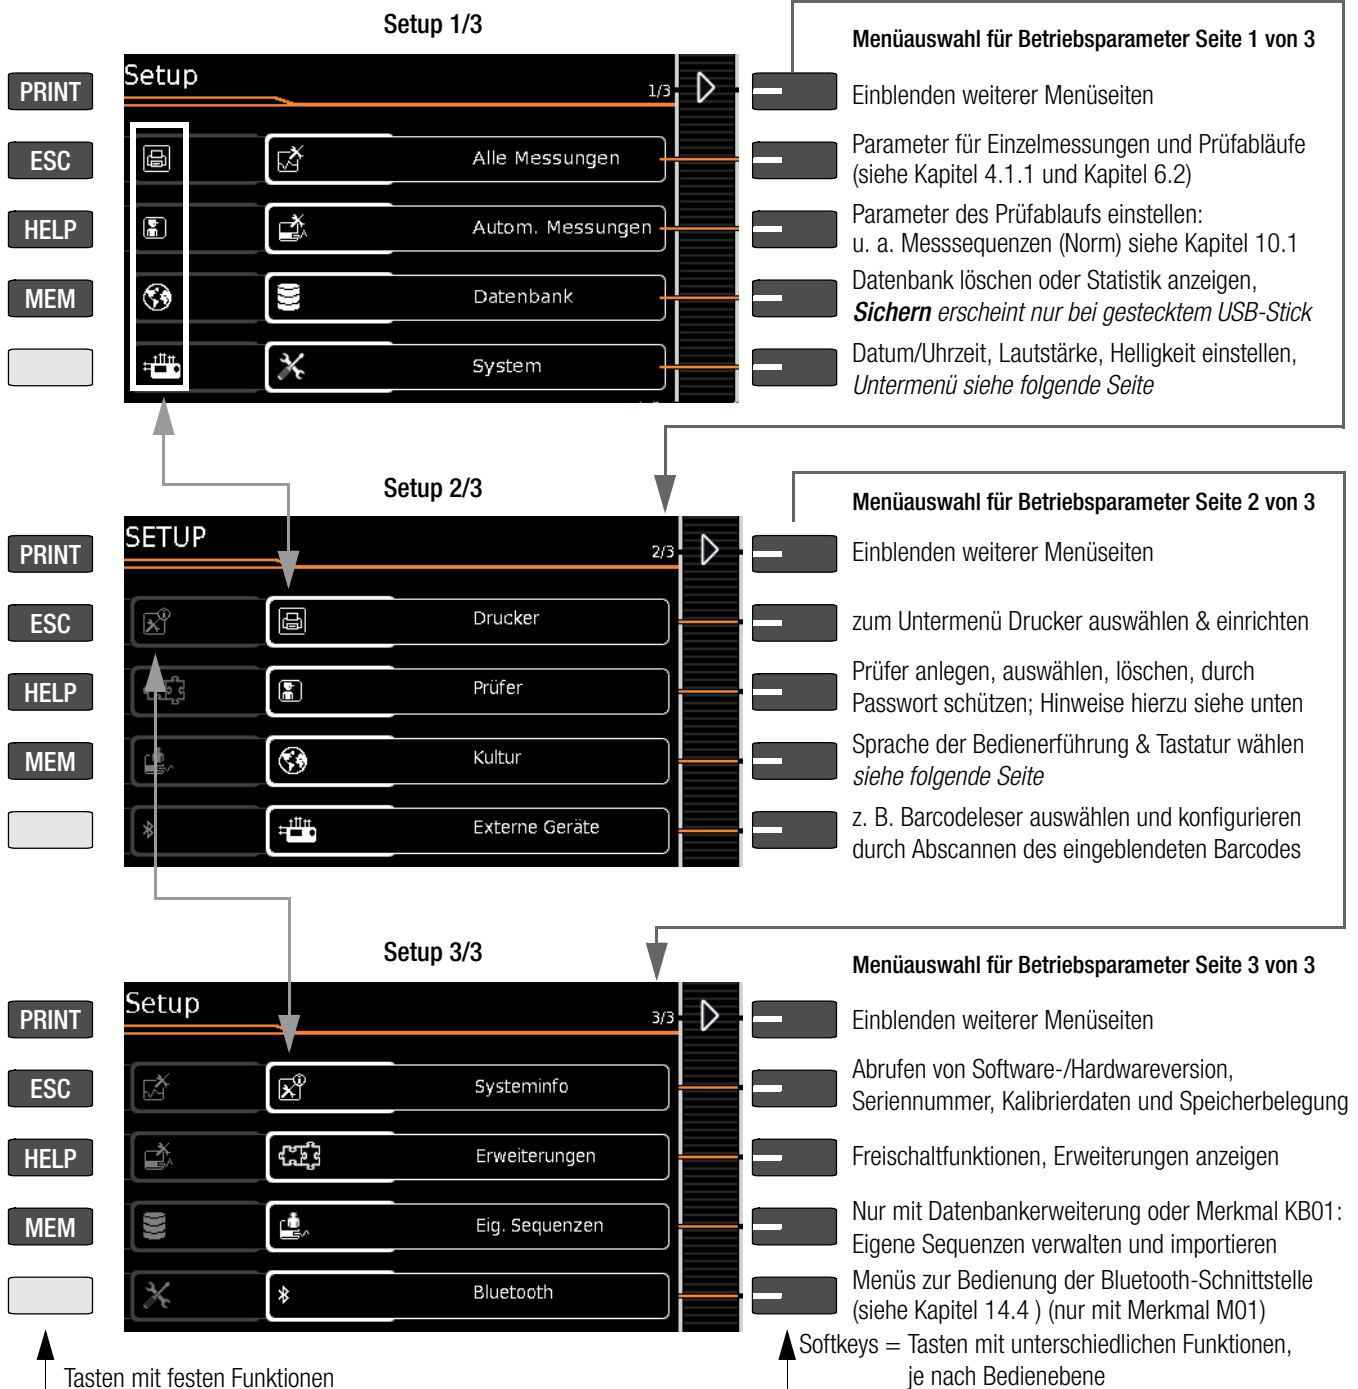 Setup 1/3
Menüauswahl für Betriebsparameter Seite 1 von 3
Setup
1/3
PRINT
Einblenden weiterer Menüseiten
ESC
Alle Messungen
Parameter für Einzelmessungen und Prüfabläufe
(siehe Kapitel 4.1.1 und Kapitel 6.2)
HELP
Autom. Messungen
Parameter des Prüfablaufs einstellen:
u. a. Messsequenzen (Norm) siehe Kapitel 10.1
MEM
Datenbank
Datenbank löschen oder Statistik anzeigen,
Sichern erscheint nur bei gestecktem USB-Stick
System
Datum/Uhrzeit, Lautstärke, Helligkeit einstellen,
Untermenü siehe folgende Seite
Setup 2/3
Menüauswahl für Betriebsparameter Seite 2 von 3
SETUP
2/3
PRINT
Einblenden weiterer Menüseiten
ESC
Drucker
zum Untermenü Drucker auswählen & einrichten
HELP
Prüfer
Prüfer anlegen, auswählen, löschen, durch
Passwort schützen; Hinweise hierzu siehe unten
MEM
Kultur
Sprache der Bedienerführung & Tastatur wählen
siehe folgende Seite
Externe Geräte
z. B. Barcodeleser auswählen und konfigurieren
durch Abscannen des eingeblendeten Barcodes
Setup 3/3
Menüauswahl für Betriebsparameter Seite 3 von 3
Setup
3/3
PRINT
Einblenden weiterer Menüseiten
ESC
Systeminfo
Abrufen von Software-/Hardwareversion,
Seriennummer, Kalibrierdaten und Speicherbelegung
HELP
Erweiterungen
Freischaltfunktionen, Erweiterungen anzeigen
MEM
Eig. Sequenzen
Nur mit Datenbankerweiterung oder Merkmal KB01:
Eigene Sequenzen verwalten und importieren
Bluetooth
Menüs zur Bedienung der Bluetooth-Schnittstelle
(siehe Kapitel 14.4 ) (nur mit Merkmal M01)
Tasten mit festen Funktionen
Softkeys = Tasten mit unterschiedlichen Funktionen,
je nach Bedienebene